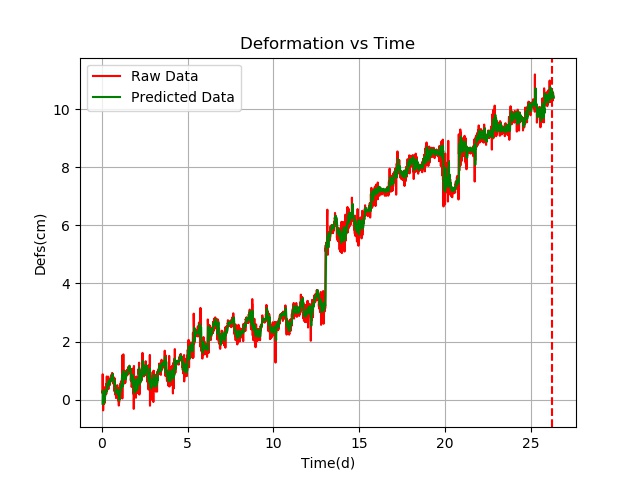 Deformation vs Time
Raw Data
Predicted Data
Defs(cm)
10
8
6
4
2
0
0 5 10 15 20 25
Time(d)